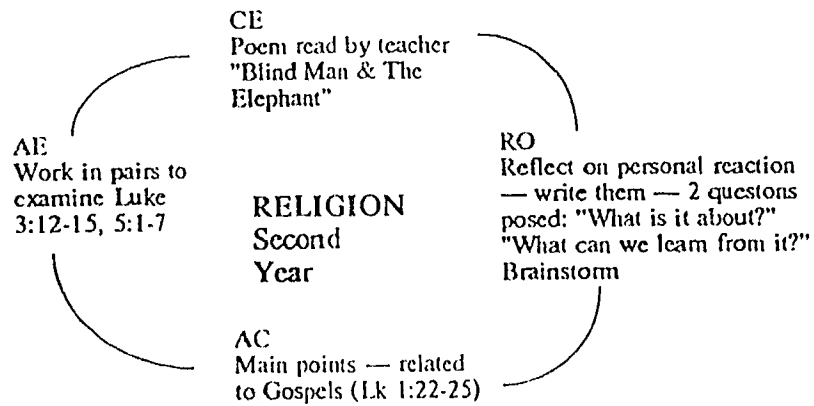 CE
Poem read by teacher
"Blind Man & The
Elephant"
RO
Reflect on personal reaction
— write them — 2 questons
posed: "What is it about?"
"What can we learn from it?"
Brainstorm
AC
Main points — related
to Gospels (Lk 1:22-25)
AE
Work in pairs to
examine Luke
3:12-15, 5:1-7
RELIGION
Second
Year